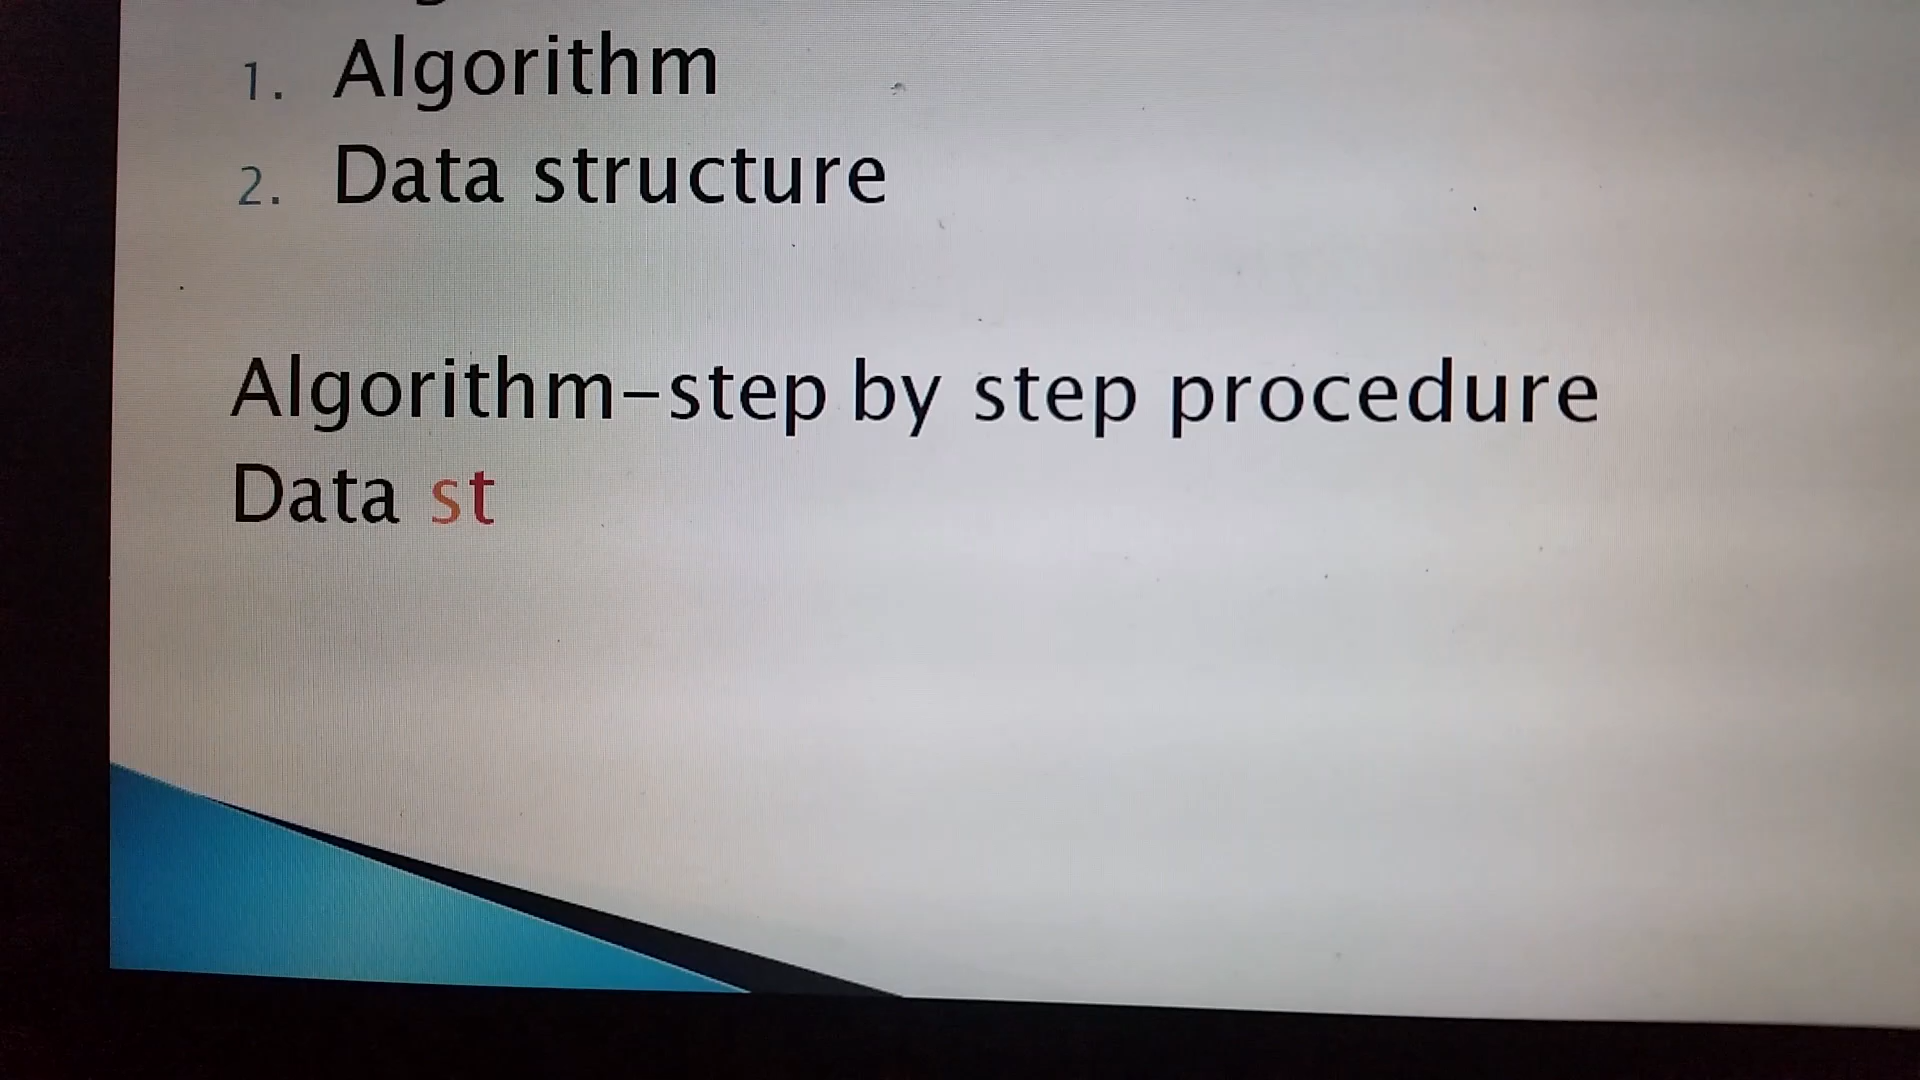 1. Algorithm
2. Data structure
Algorithm-step by step procedure
Data st